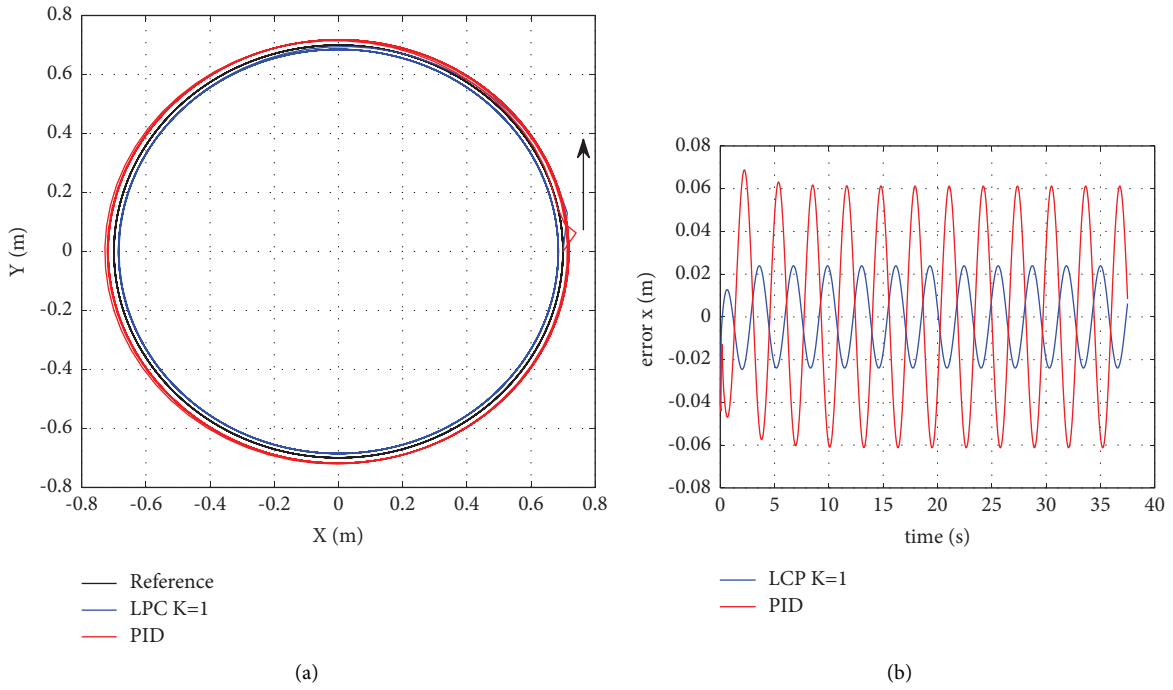 0.8
0.6
0.4
0.2
0
-0.2
-0.4
-0.6
-0.8
Y (m)
-0.8 -0.6 -0.4 -0.2 0 0.2 0.4 0.6 0.8
X (m)
Reference
LPC K=1
PID
(a)
0.08
0.06
0.04
0.02
0
-0.02
-0.04
-0.06
-0.08
error x (m)
0 5 10 15 20 25 30 35 40
time (s)
LCP K=1
PID
(b)